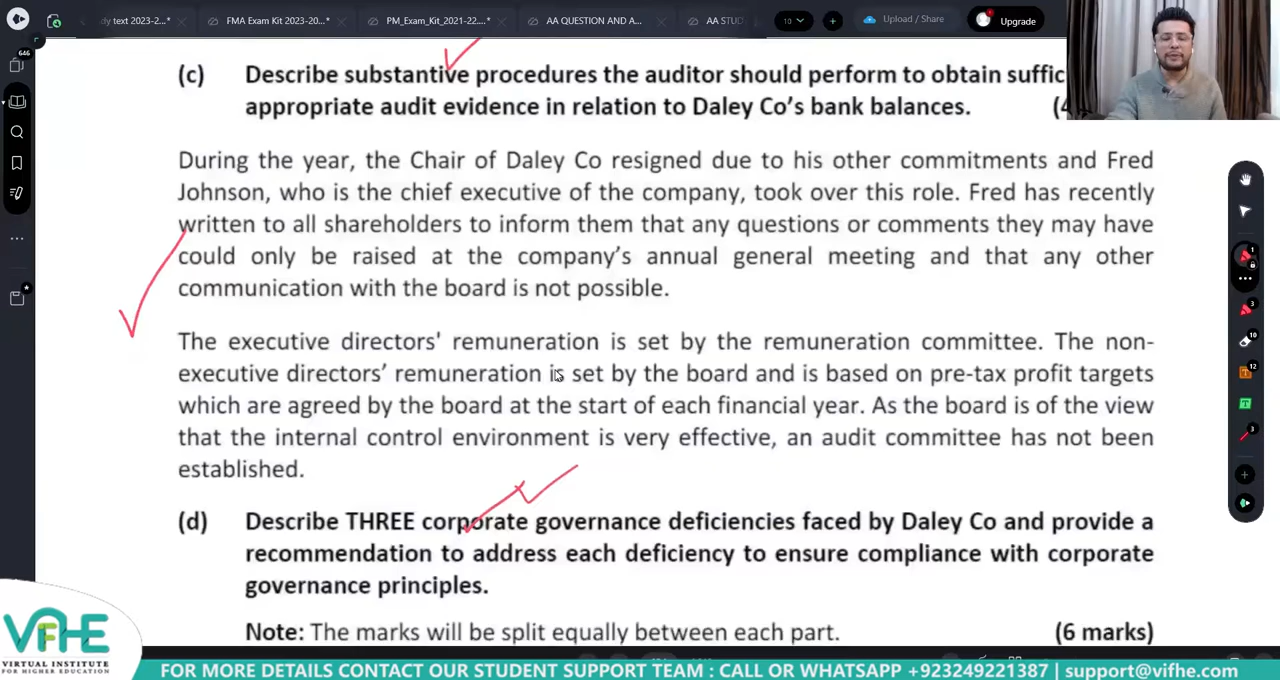 dy text 2023-2...*
FMA Exam Kit 2023-20...*
PM_Exam_Kit_2021-22....*
AA QUESTION AND A...
AA STUD
10
Upload / Share
Upgrade
646
(c) Describe substantive procedures the auditor should perform to obtain suffic
appropriate audit evidence in relation to Daley Co's bank balances. (4
During the year, the Chair of Daley Co resigned due to his other commitments and Fred
Johnson, who is the chief executive of the company, took over this role. Fred has recently
written to all shareholders to inform them that any questions or comments they may have
could only be raised at the company's annual general meeting and that any other
communication with the board is not possible.
The executive directors' remuneration is set by the remuneration committee. The non-
executive directors' remuneration is set by the board and is based on pre-tax profit targets
which are agreed by the board at the start of each financial year. As the board is of the view
that the internal control environment is very effective, an audit committee has not been
established.
(d) Describe THREE corporate governance deficiencies faced by Daley Co and provide a
recommendation to address each deficiency to ensure compliance with corporate
governance principles.
Note: The marks will be split equally between each part. (6 marks)
1
3
10
12
T
3
VIFHE
VIRTUAL INSTITUTE
FOR HIGHER EDUCATION
FOR MORE DETAILS CONTACT OUR STUDENT SUPPORT TEAM : CALL OR WHATSAPP +923249221387 | support@vifhe.com